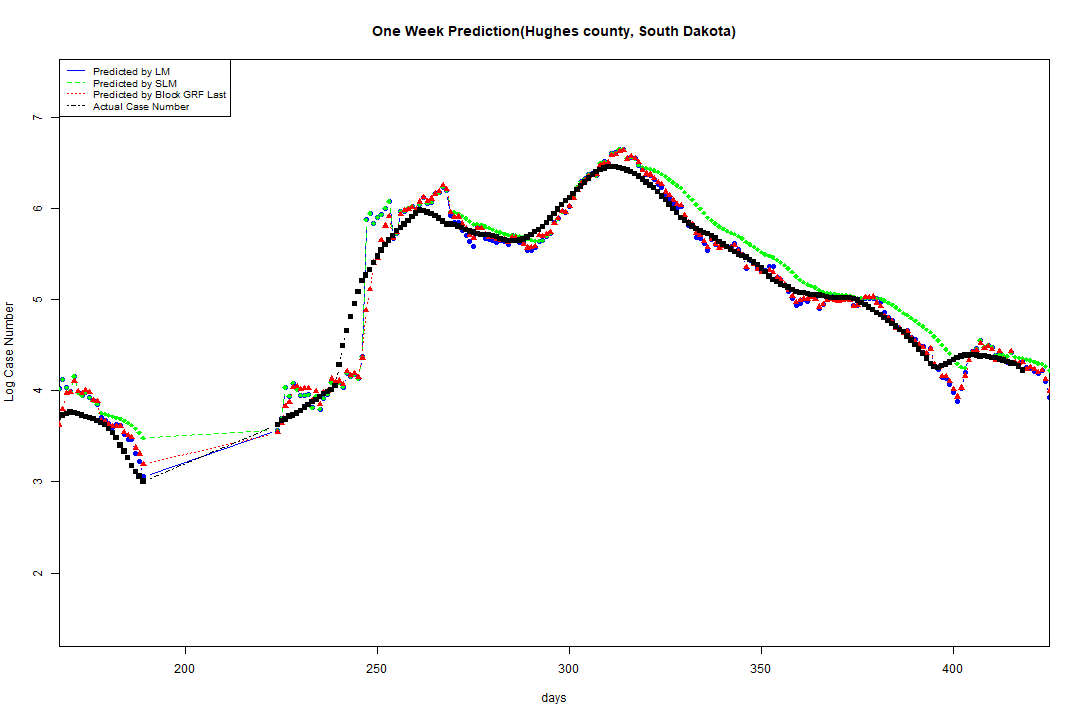 One Week Prediction(Hughes county, South Dakota)
Predicted by LM
Predicted by SLM
Predicted by Block GRF Last
Actual Case Number
7
6
5
4
3
2
Log Case Number
200 250 300 350 400
days